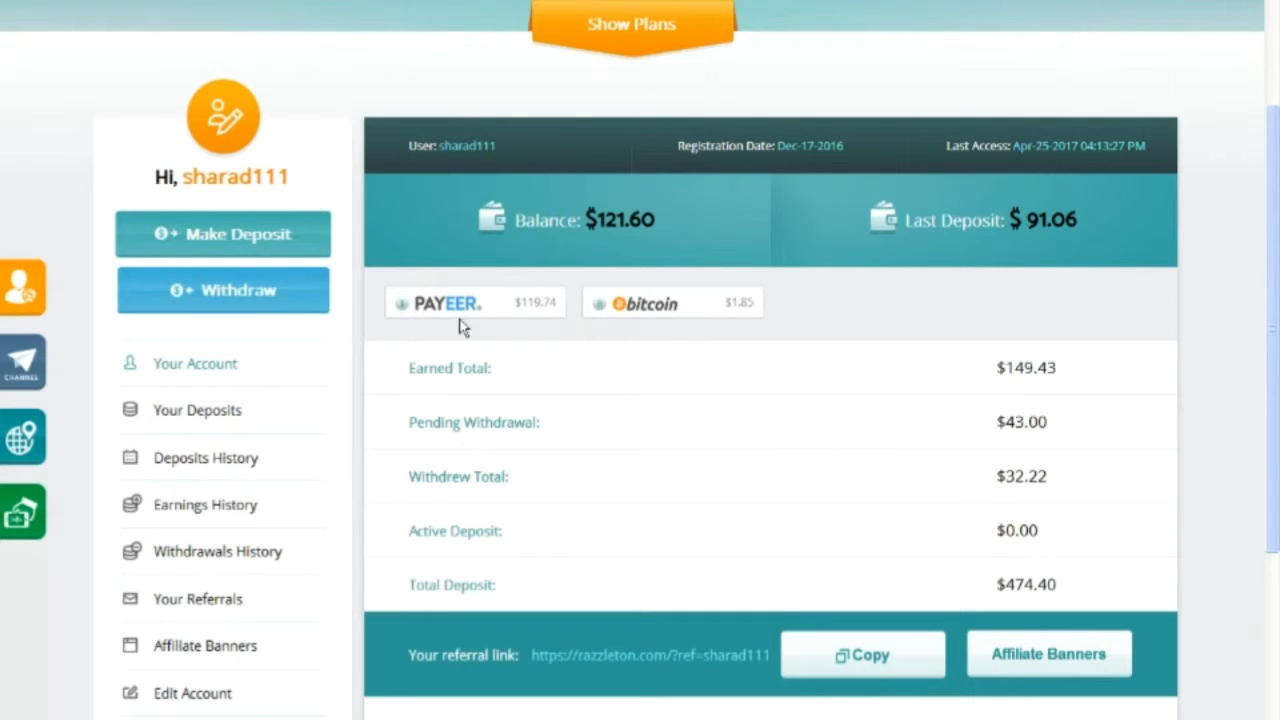 Show Plans
Hi, sharad111
Make Deposit
Withdraw
CHANNEL
Your Account
Your Deposits
Deposits History
Earnings History
Withdrawals History
Your Referrals
Affiliate Banners
Edit Account
User: sharad111
Registration Date: Dec-17-2016
Last Access: Apr-25-2017 04:13:27 PM
Balance: $121.60
Last Deposit: $ 91.06
PAYEER $119.74
bitcoin $1.85
Earned Total: $149.43
Pending Withdrawal: $43.00
Withdrew Total: $32.22
Active Deposit: $0.00
Total Deposit: $474.40
Your referral link: https://razzleton.com/?ref=sharad111
Copy
Affiliate Banners